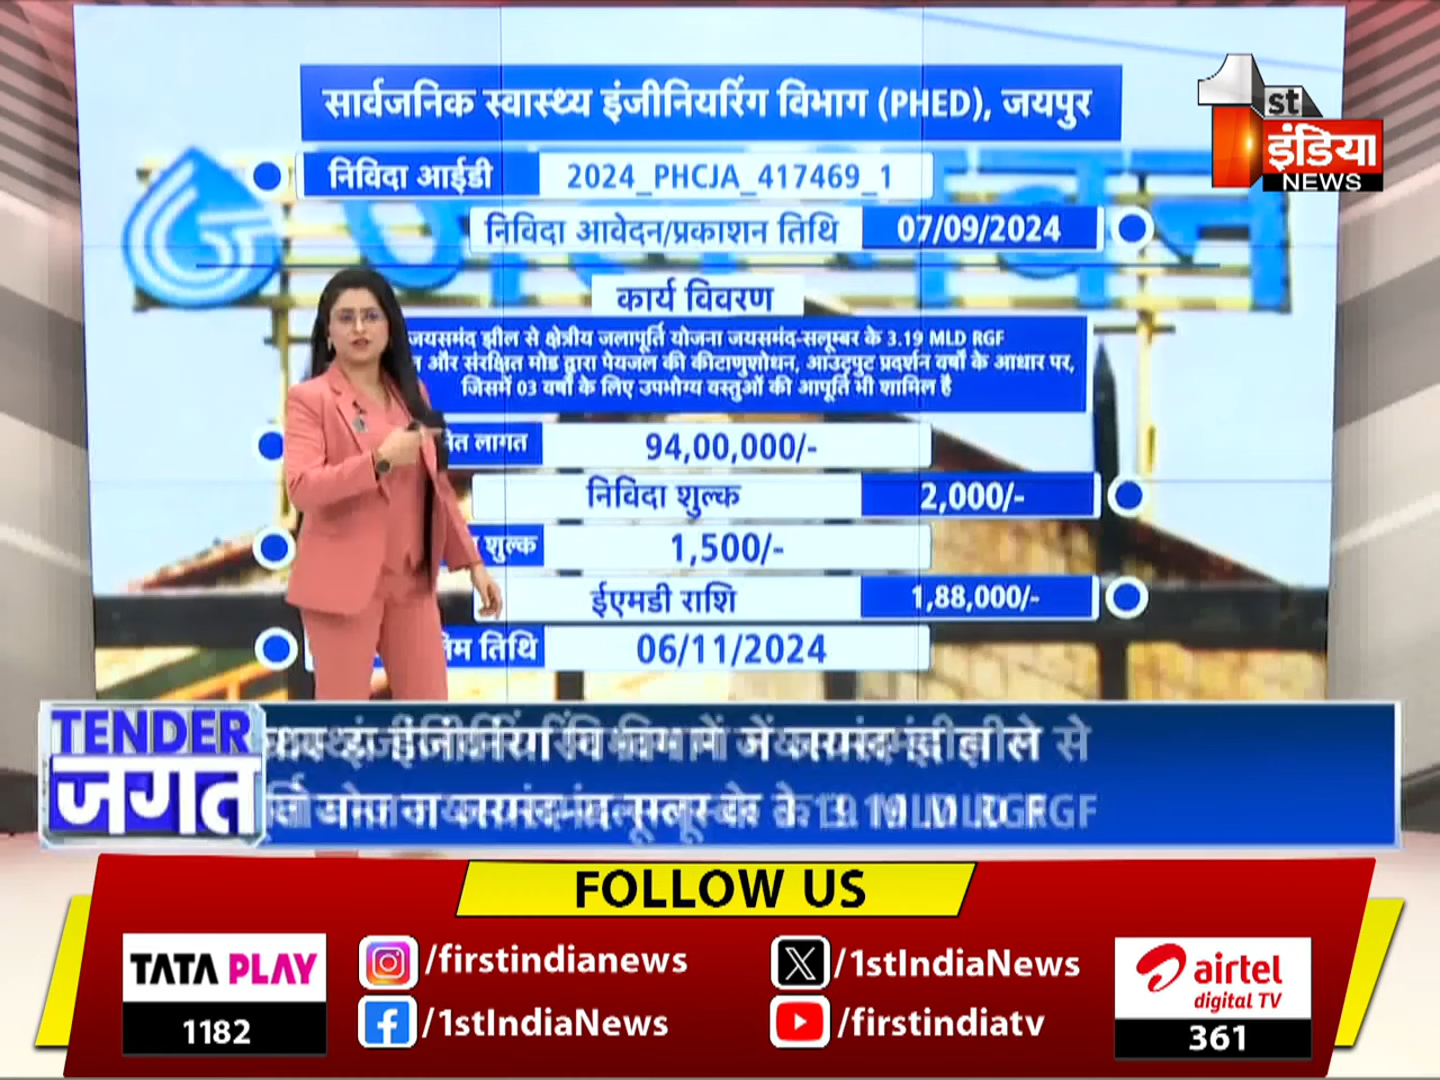 सार्वजनिक स्वास्थ्य इंजीनियरिंग विभाग (PHED), जयपुर
1st
इंडिया
NEWS
निविदा आईडी 2024_PHCJA_417469_1
निविदा आवेदन/प्रकाशन तिथि 07/09/2024
कार्य विवरण
जयसमंद झील से क्षेत्रीय जलापूर्ति योजना जयसमंद-सलूम्बर के 3.19 MLD RGF
और संरक्षित मोड द्वारा पेयजल की कीटाणुशोधन, आउट्पुट प्रदर्शन वर्षों के आधार पर,
जिसमें 03 वर्षों के लिए उपभोग्य वस्तुओं की आपूर्ति भी शामिल है
लागत 94,00,000/-
निविदा शुल्क 2,000/-
शुल्क 1,500/-
ईएमडी राशि 1,88,000/-
तिथि 06/11/2024
TENDER
जगत
से
FOLLOW US
TATA PLAY
1182
/firstindianews
/1stIndiaNews
/1stIndiaNews
/firstindiatv
airtel
digital TV
361